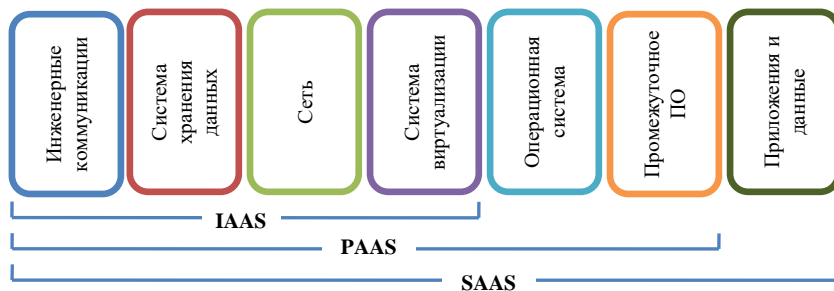 Инженерные
коммуникации
Система
хранения
данных
Сеть
Система
виртуализации
Операционная
система
Промежуточное
ПО
Приложения и
данные
IAAS
PAAS
SAAS